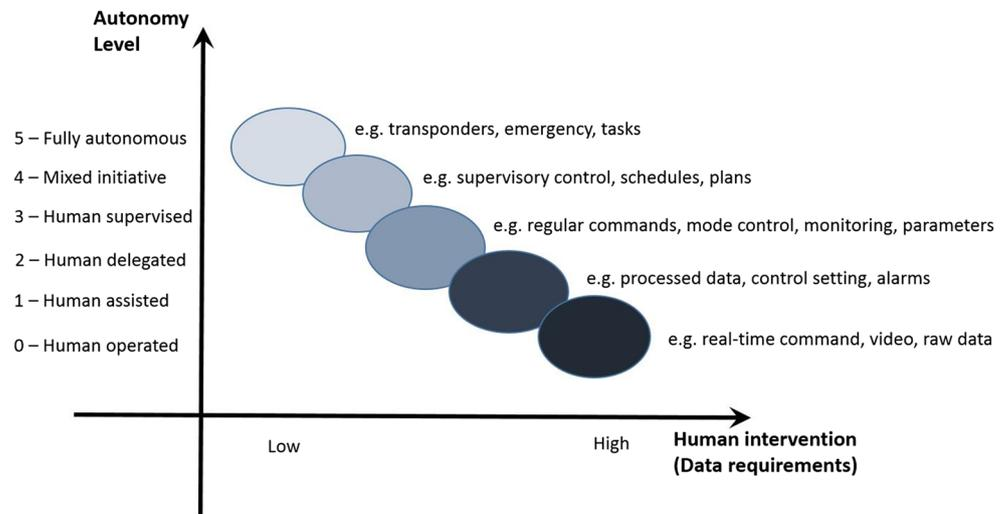 Autonomy
Level
5 – Fully autonomous
e.g. transponders, emergency, tasks
4 – Mixed initiative
e.g. supervisory control, schedules, plans
3 – Human supervised
e.g. regular commands, mode control, monitoring, parameters
2 – Human delegated
e.g. processed data, control setting, alarms
1 – Human assisted
0 – Human operated
e.g. real-time command, video, raw data
Low
High
Human intervention
(Data requirements)